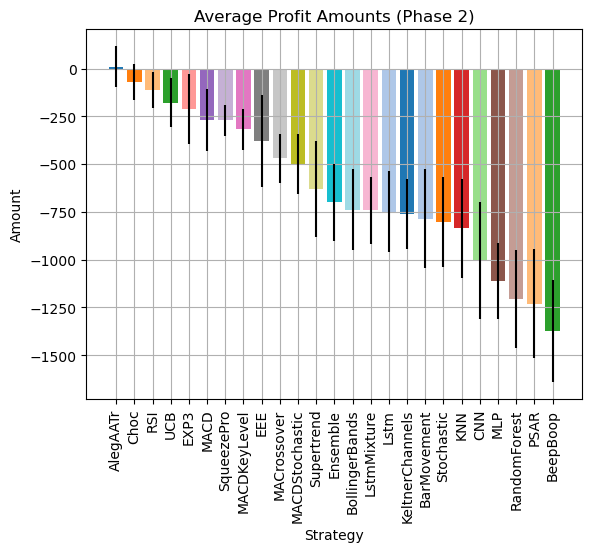 Average Profit Amounts (Phase 2)
Amount
0
−250
−500
−750
−1000
−1250
−1500
AlegAATr
Choc
RSI
UCB
EXP3
MACD
SqueezePro
MACDKeyLevel
EEE
MACrossover
MACDStochastic
Supertrend
Ensemble
BollingerBands
LstmMixture
Lstm
KeltnerChannels
BarMovement
Stochastic
KNN
CNN
MLP
RandomForest
PSAR
BeepBoop
Strategy